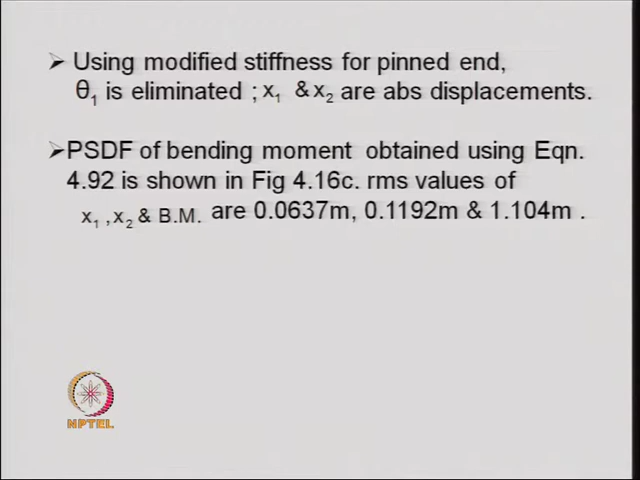 ➢ Using modified stiffness for pinned end,
θ1 is eliminated ; x1 & x2 are abs displacements.
➢ PSDF of bending moment obtained using Eqn.
4.92 is shown in Fig 4.16c. rms values of
x1 , x2 & B.M. are 0.0637m, 0.1192m & 1.104m .
NPTEL